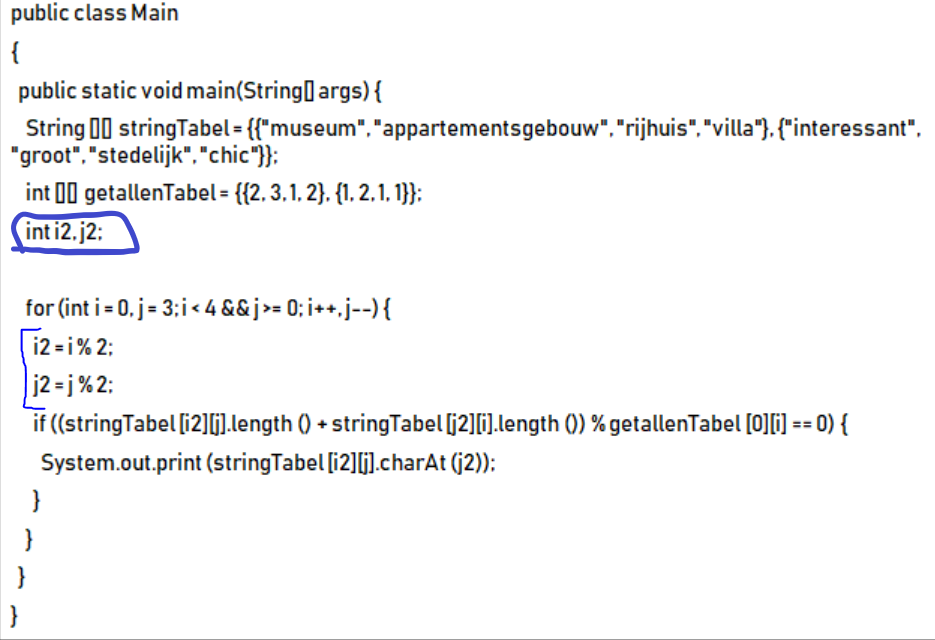 public class Main
{
public static void main(String[] args) {
String [][] stringTabel = {{"museum", "appartementsgebouw", "rijhuis", "villa"}, {"interessant",
"groot", "stedelijk", "chic"}};
int [][] getallenTabel = {{2, 3, 1, 2}, {1, 2, 1, 1}};
int i2, j2;
for (int i = 0, j = 3; i < 4 && j >= 0; i++, j--) {
i2 = i % 2;
j2 = j % 2;
if ((stringTabel [i2][j].length () + stringTabel [j2][i].length ()) % getallenTabel [0][i] == 0) {
System.out.print (stringTabel [i2][j].charAt (j2));
}
}
}
}